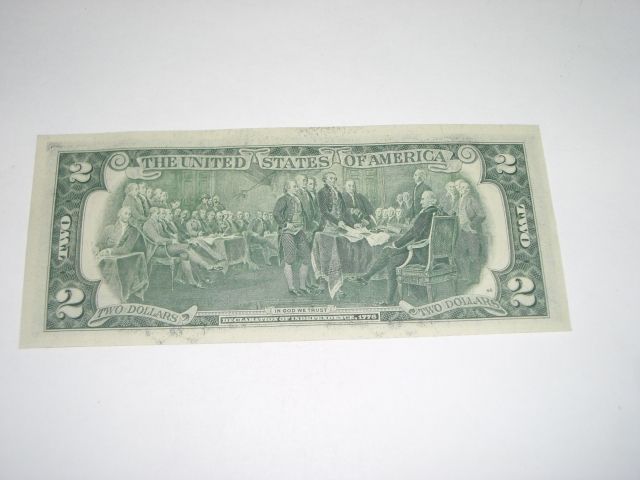 2 THE UNITED STATES OF AMERICA 2
TWO TWO
2 TWO DOLLARS IN GOD WE TRUST TWO DOLLARS 2
DECLARATION OF INDEPENDENCE, 1776